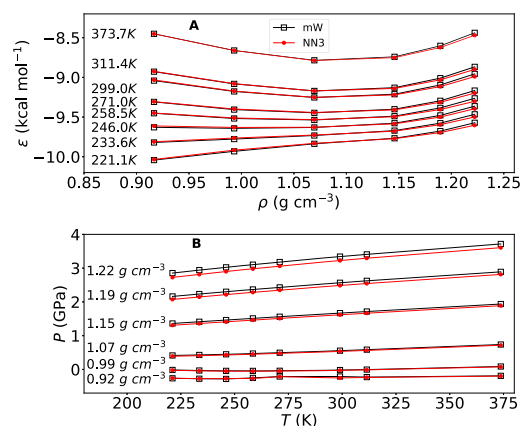 A
mW
NN3
373.7K
311.4K
299.0K
271.0K
258.5K
246.0K
233.6K
221.1K
−8.5
−9.0
−9.5
−10.0
ε (kcal mol⁻¹)
0.85 0.90 0.95 1.00 1.05 1.10 1.15 1.20 1.25
ρ (g cm⁻³)
B
1.22 g cm⁻³
1.19 g cm⁻³
1.15 g cm⁻³
1.07 g cm⁻³
0.99 g cm⁻³
0.92 g cm⁻³
4
3
2
1
0
P (GPa)
200 225 250 275 300 325 350 375
T (K)